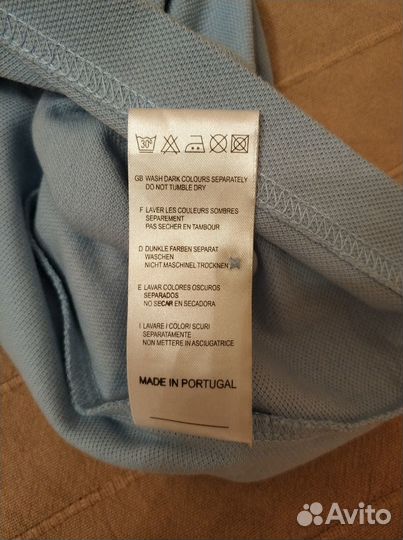 30°
GB WASH DARK COLOURS SEPARATELY
DO NOT TUMBLE DRY
F LAVER LES COULEURS SOMBRES
SEPAREMENT
PAS SECHER EN TAMBOUR
D DUNKLE FARBEN SEPARAT
WASCHEN
NICHT MASCHINEL TROCKNEN
E LAVAR COLORES OSCUROS
SEPARADOS
NO SECAR EN SECADORA
I LAVARE I COLORI SCURI
SEPARATAMENTE
NON METTERE IN ASCIUGATRICE
MADE IN PORTUGAL
Avito